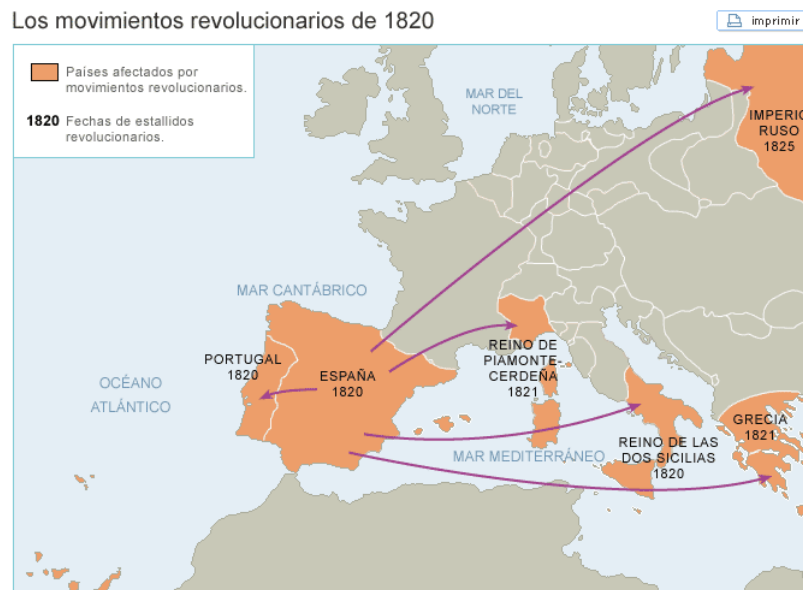 Los movimientos revolucionarios de 1820
imprimir
Países afectados por
movimientos revolucionarios.
1820 Fechas de estallidos
revolucionarios.
MAR DEL
NORTE
IMPERIO
RUSO
1825
MAR CANTÁBRICO
PORTUGAL
1820
ESPAÑA
1820
REINO DE
PIAMONTE-
CERDEÑA
1821
OCÉANO
ATLÁNTICO
GRECIA
1821
MAR MEDITERRÁNEO
REINO DE LAS
DOS SICILIAS
1820